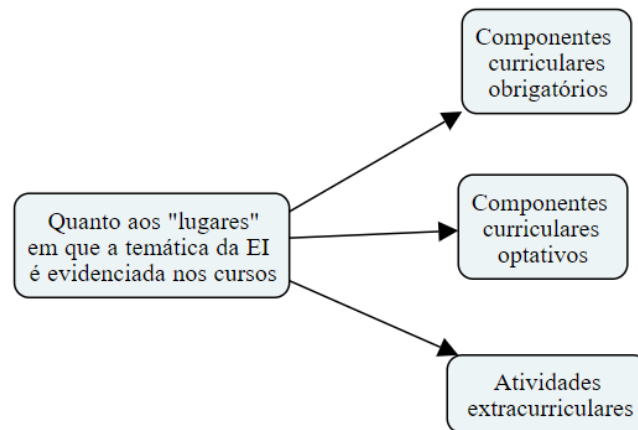 Componentes
curriculares
obrigatórios
Quanto aos "lugares"
em que a temática da EI
é evidenciada nos cursos
Componentes
curriculares
optativos
Atividades
extracurriculares